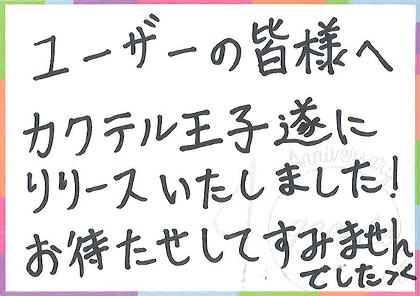 ユーザーの皆様へ
カクテル王子遂に
リリースいたしました!
お待たせしてすみません
でしたっ
Anniversary